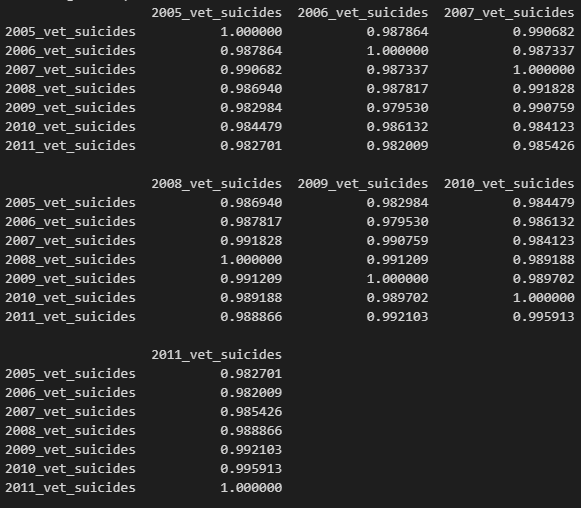 2005_vet_suicides 2006_vet_suicides 2007_vet_suicides
2005_vet_suicides 1.000000 0.987864 0.990682
2006_vet_suicides 0.987864 1.000000 0.987337
2007_vet_suicides 0.990682 0.987337 1.000000
2008_vet_suicides 0.986940 0.987817 0.991828
2009_vet_suicides 0.982984 0.979530 0.990759
2010_vet_suicides 0.984479 0.986132 0.984123
2011_vet_suicides 0.982701 0.982009 0.985426
2008_vet_suicides 2009_vet_suicides 2010_vet_suicides
2005_vet_suicides 0.986940 0.982984 0.984479
2006_vet_suicides 0.987817 0.979530 0.986132
2007_vet_suicides 0.991828 0.990759 0.984123
2008_vet_suicides 1.000000 0.991209 0.989188
2009_vet_suicides 0.991209 1.000000 0.989702
2010_vet_suicides 0.989188 0.989702 1.000000
2011_vet_suicides 0.988866 0.992103 0.995913
2011_vet_suicides
2005_vet_suicides 0.982701
2006_vet_suicides 0.982009
2007_vet_suicides 0.985426
2008_vet_suicides 0.988866
2009_vet_suicides 0.992103
2010_vet_suicides 0.995913
2011_vet_suicides 1.000000